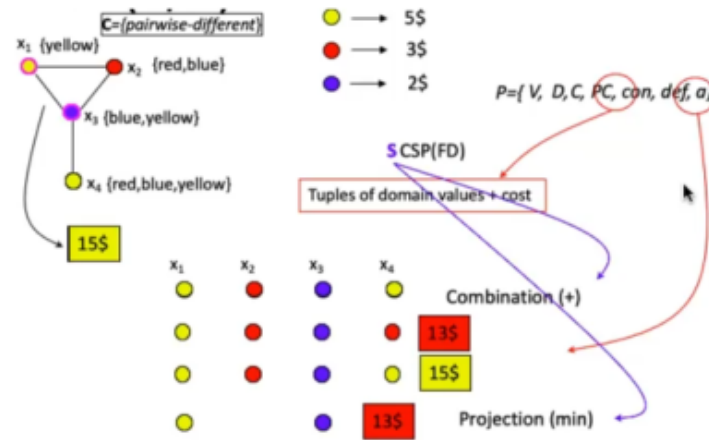 C={pairwise-different}
x₁ {yellow}
x₂ {red,blue}
x₃ {blue,yellow}
x₄ {red,blue,yellow}
15$
5$
3$
2$
P={ V, D,C, PC, con, def, a}
S CSP(FD)
Tuples of domain values + cost
x₁ x₂ x₃ x₄
Combination (+)
13$
15$
13$
Projection (min)